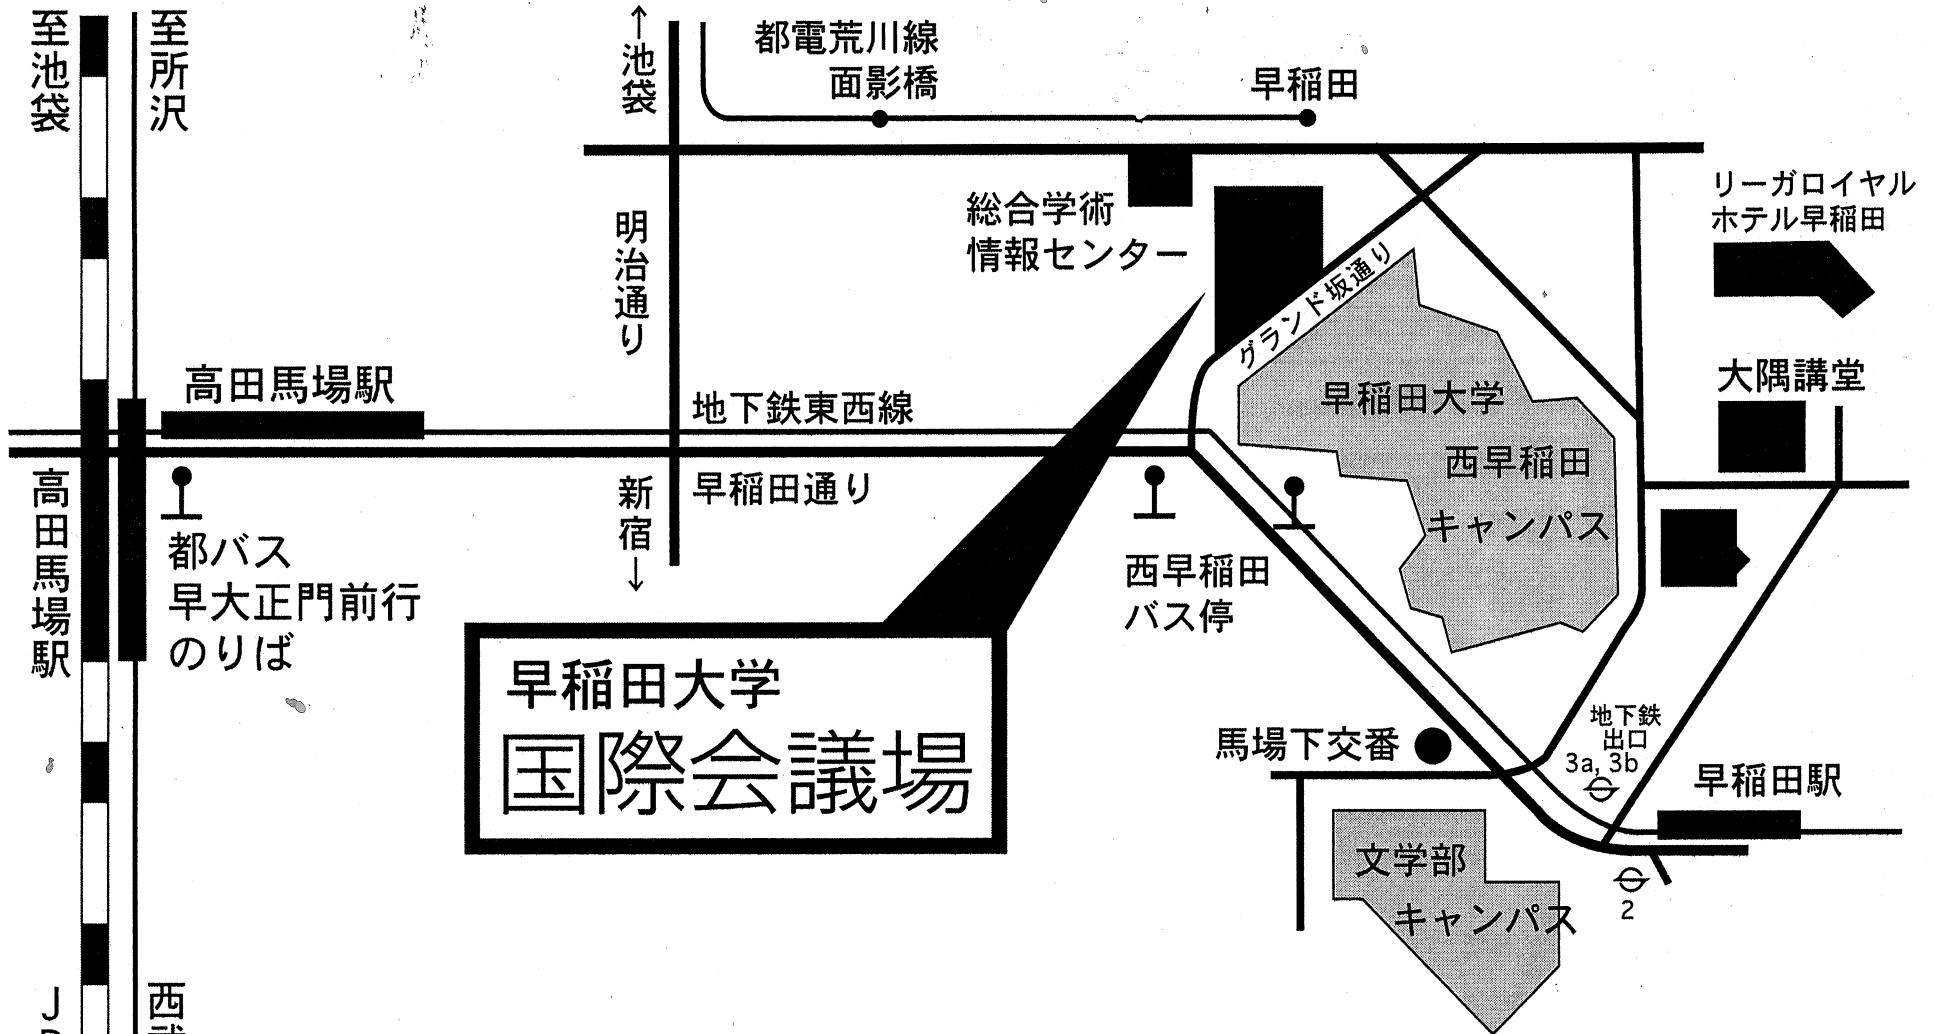 至池袋
至所沢
↑池袋
都電荒川線
面影橋
早稲田
リーガロイヤル
ホテル早稲田
総合学術
情報センター
明治通り
グランド坂通り
大隅講堂
高田馬場駅
地下鉄東西線
早稲田大学
西早稲田
キャンパス
早稲田通り
新宿↓
高田馬場駅
都バス
早大正門前行
のりば
西早稲田
バス停
早稲田大学
国際会議場
馬場下交番
地下鉄
出口
3a, 3b
早稲田駅
文学部
キャンパス
2
J
西